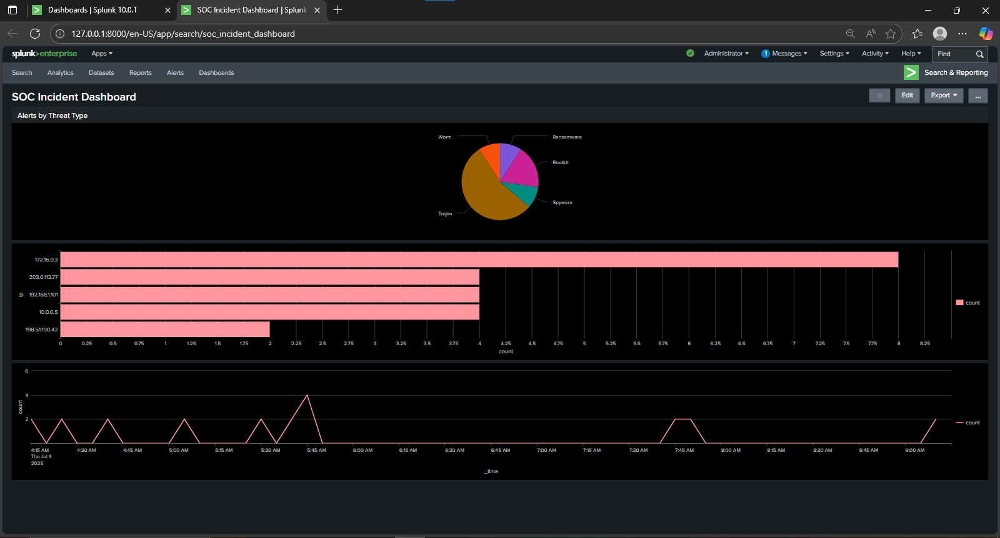 Dashboards | Splunk 10.0.1
SOC Incident Dashboard | Splunk
127.0.0.1:8000/en-US/app/search/soc_incident_dashboard
splunk>enterprise Apps
Administrator 1 Messages Settings Activity Help Find
Search Analytics Datasets Reports Alerts Dashboards
> Search & Reporting
SOC Incident Dashboard
Edit Export ...
Alerts by Threat Type
Worm Ransomware
Rootkit
Spyware
Trojan
172.16.0.3
203.0.113.77
ip 192.168.1.101
count
10.0.0.5
198.51.100.42
0 0.25 0.5 0.75 1 1.25 1.5 1.75 2 2.25 2.5 2.75 3 3.25 3.5 3.75 4 4.25 4.5 4.75 5 5.25 5.5 5.75 6 6.25 6.5 6.75 7 7.25 7.5 7.75 8 8.25
count
6
4
count
2
count
4:15 AM 4:30 AM 4:45 AM 5:00 AM 5:15 AM 5:30 AM 5:45 AM 6:00 AM 6:15 AM 6:30 AM 6:45 AM 7:00 AM 7:15 AM 7:30 AM 7:45 AM 8:00 AM 8:15 AM 8:30 AM 8:45 AM 9:00 AM
Thu Jul 3
2025
_time